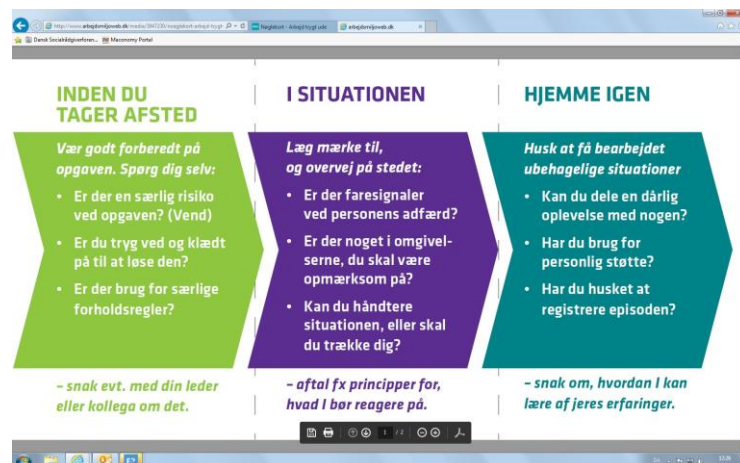 Nøglekort - Arbejd trygt ude
arbejdsmiljoweb.dk
Dansk Socialrådgiverforen...
Maconomy Portal
INDEN DU
TAGER AFSTED
Vær godt forberedt på
opgaven. Spørg dig selv:
• Er der en særlig risiko
ved opgaven? (Vend)
• Er du tryg ved og klædt
på til at løse den?
• Er der brug for særlige
forholdsregler?
– snak evt. med din leder
eller kollega om det.
I SITUATIONEN
Læg mærke til,
og overvej på stedet:
• Er der faresignaler
ved personens adfærd?
• Er der noget i omgivel-
serne, du skal være
opmærksom på?
• Kan du håndtere
situationen, eller skal
du trække dig?
– aftal fx principper for,
hvad I bør reagere på.
HJEMME IGEN
Husk at få bearbejdet
ubehagelige situationer
• Kan du dele en dårlig
oplevelse med nogen?
• Har du brug for
personlig støtte?
• Har du husket at
registrere episoden?
– snak om, hvordan I kan
lære af jeres erfaringer.
1 / 2